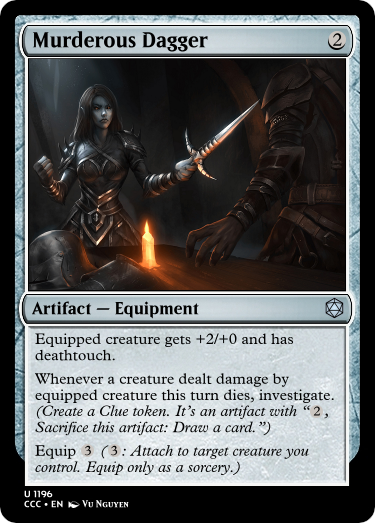 Murderous Dagger 2
Artifact — Equipment
Equipped creature gets +2/+0 and has
deathtouch.
Whenever a creature dealt damage by
equipped creature this turn dies, investigate.
(Create a Clue token. It's an artifact with "2,
Sacrifice this artifact: Draw a card.")
Equip 3 (3: Attach to target creature you
control. Equip only as a sorcery.)
U 1196
CCC • EN Vu Nguyen